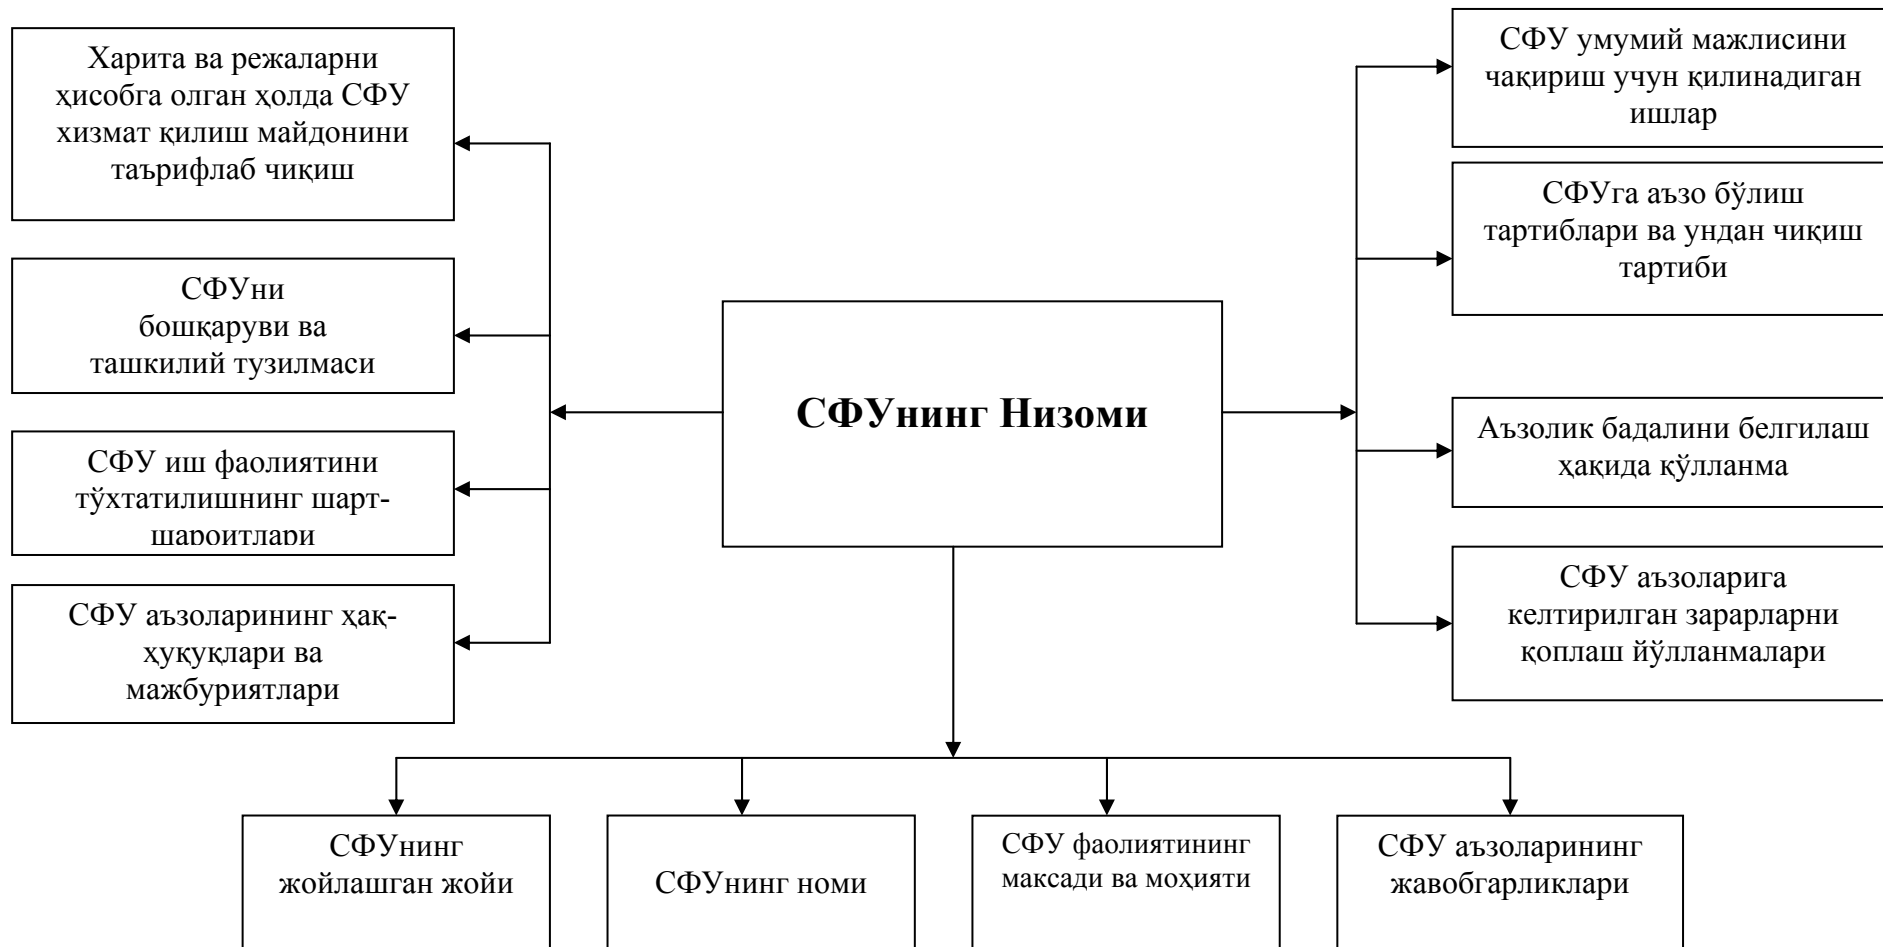 Харита ва режаларни
ҳисобга олган ҳолда СФУ
хизмат қилиш майдонини
таърифлаб чиқиш
СФУни
бошқаруви ва
ташкилий тузилмаси
СФУ иш фаолиятини
тўхтатилишнинг шарт-
шароитлари
СФУ аъзоларининг ҳақ-
ҳуқуқлари ва
мажбуриятлари
СФУнинг Низоми
СФУ умумий мажлисини
чақириш учун қилинадиган
ишлар
СФУга аъзо бўлиш
тартиблари ва ундан чиқиш
тартиби
Аъзолик бадалини белгилаш
ҳақида қўлланма
СФУ аъзоларига
келтирилган зарарларни
қоплаш йўлланмалари
СФУнинг
жойлашган жойи
СФУнинг номи
СФУ фаолиятининг
максади ва моҳияти
СФУ аъзоларининг
жавобгарликлари